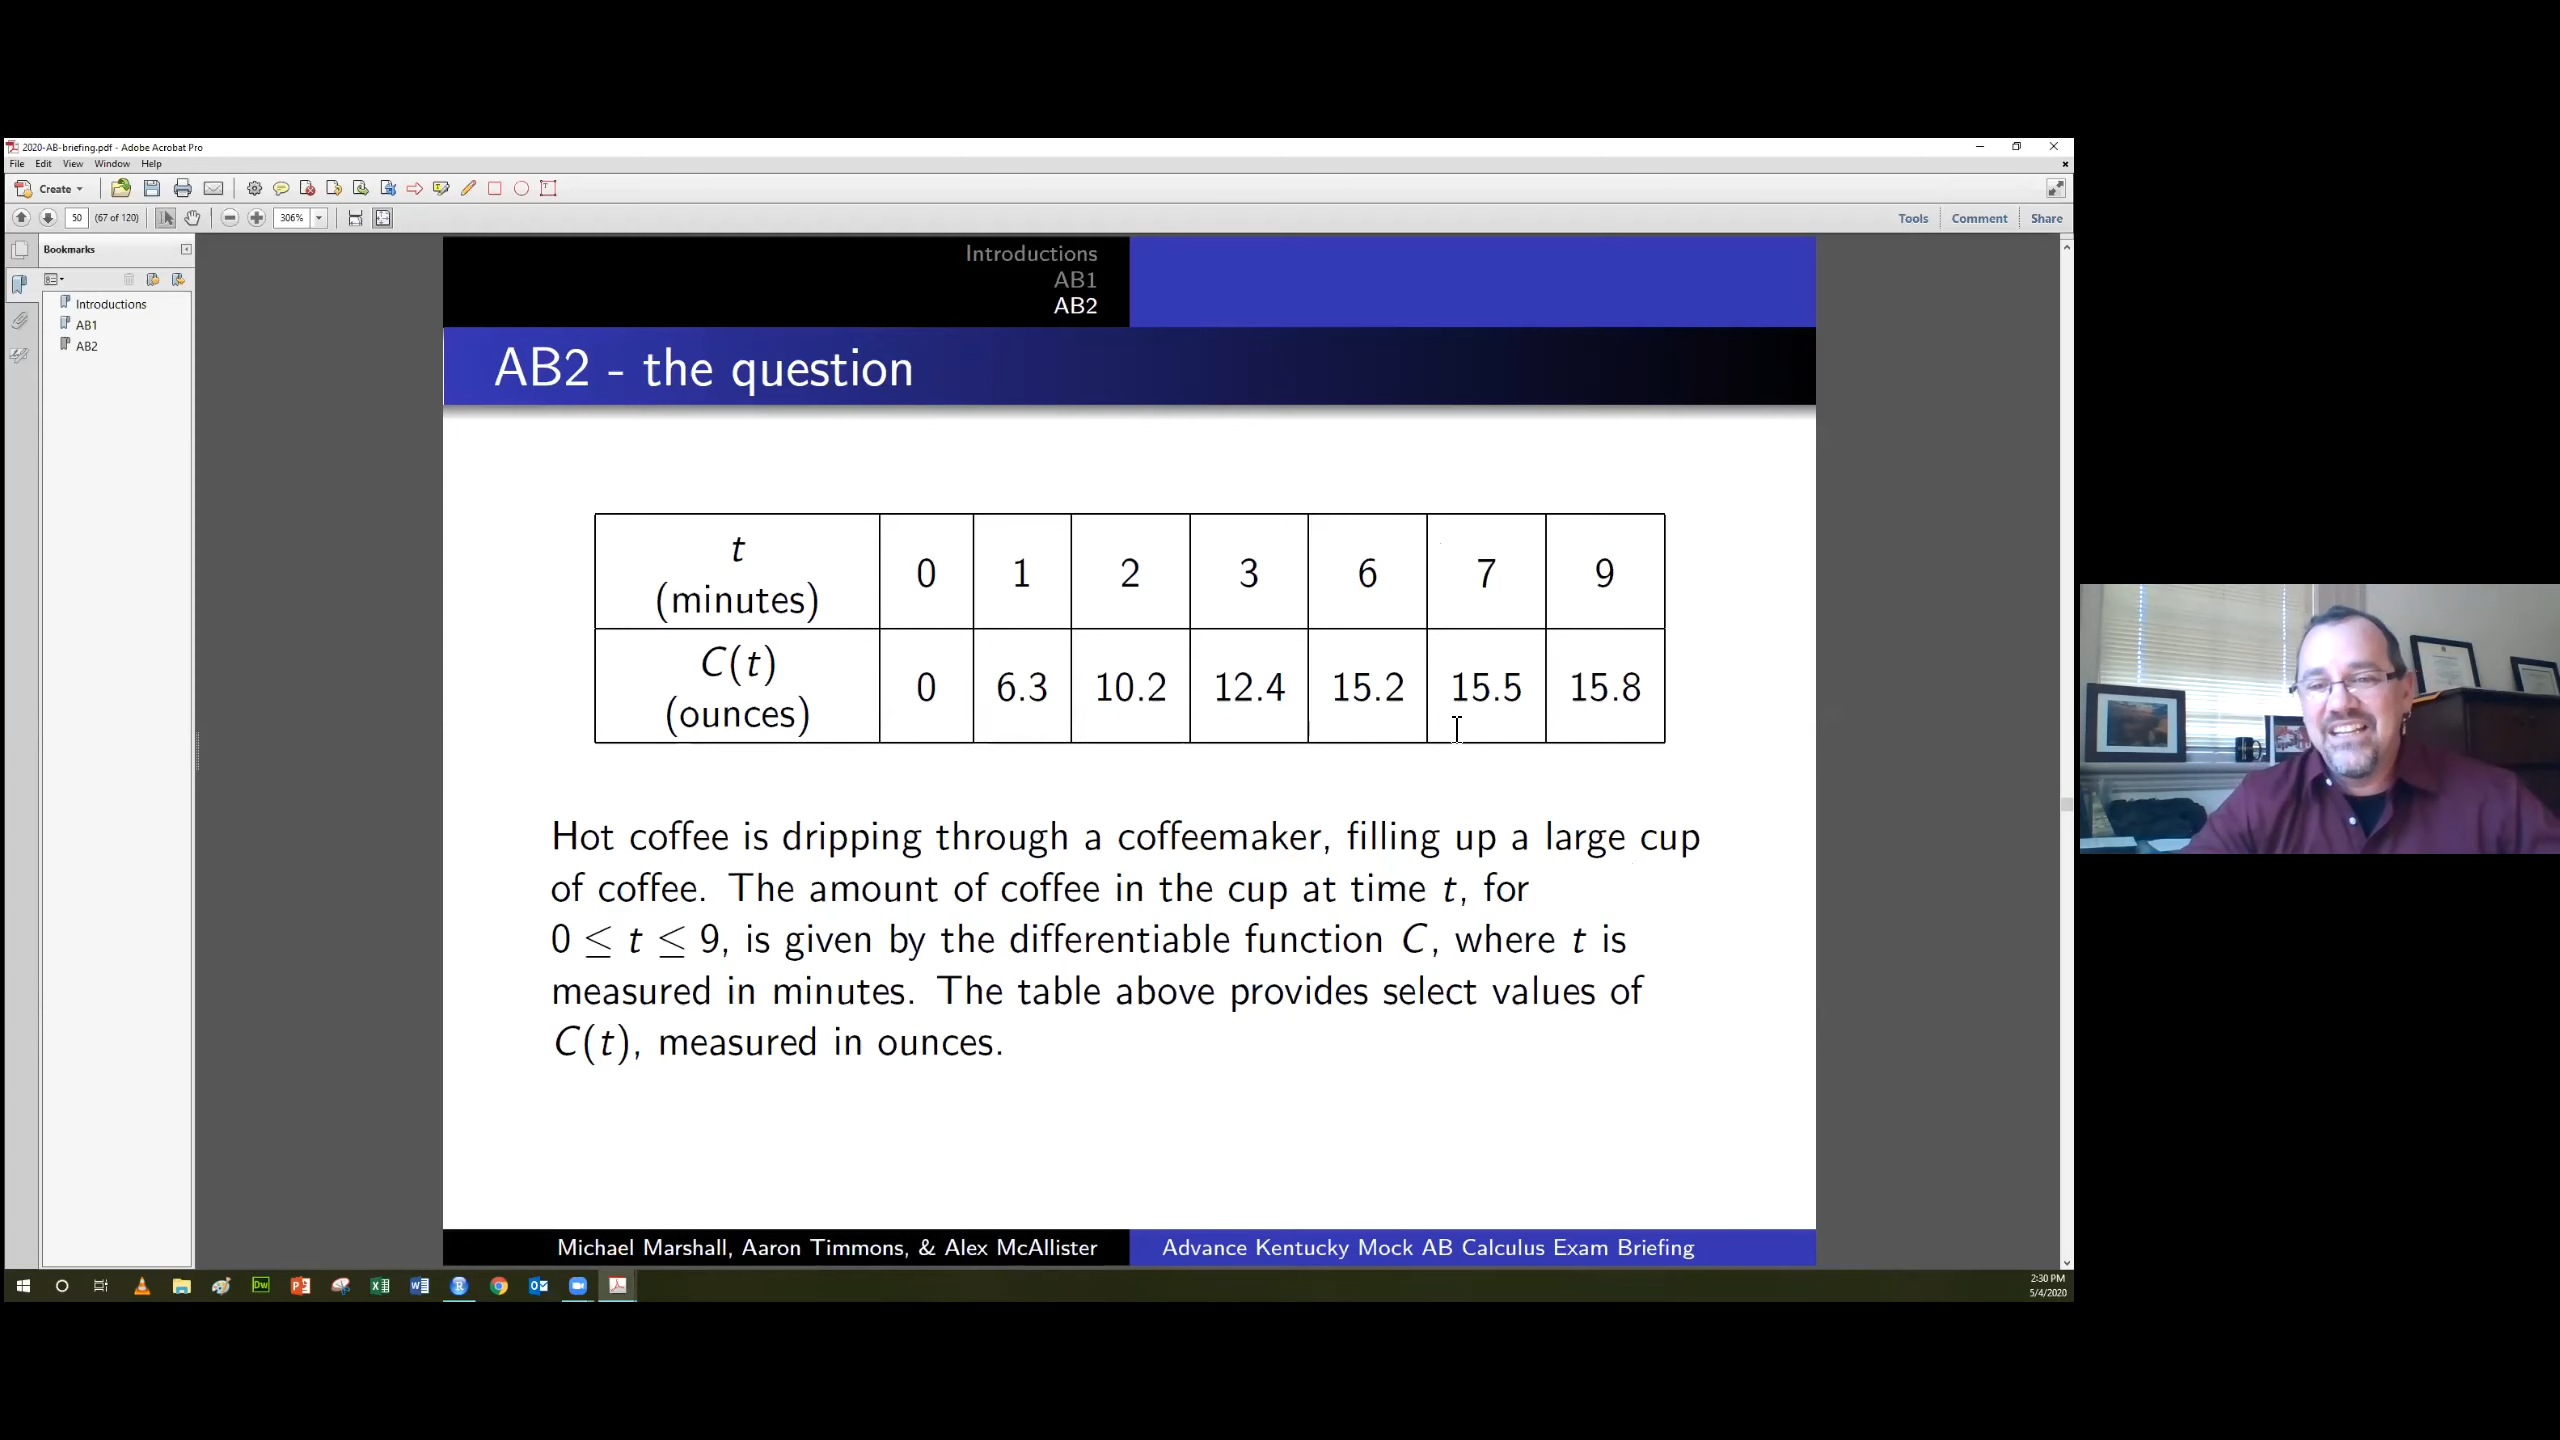 2020-AB-briefing.pdf - Adobe Acrobat Pro
File Edit View Window Help
Create
50 (67 of 120) 306% Tools Comment Share
Bookmarks
Introductions
AB1
AB2
Introductions
AB1
AB2
AB2 - the question
t (minutes) 0 1 2 3 6 7 9
C(t) (ounces) 0 6.3 10.2 12.4 15.2 15.5 15.8
Hot coffee is dripping through a coffeemaker, filling up a large cup
of coffee. The amount of coffee in the cup at time t, for
0 ≤ t ≤ 9, is given by the differentiable function C, where t is
measured in minutes. The table above provides select values of
C(t), measured in ounces.
Michael Marshall, Aaron Timmons, & Alex McAllister Advance Kentucky Mock AB Calculus Exam Briefing
2:30 PM
5/4/2020